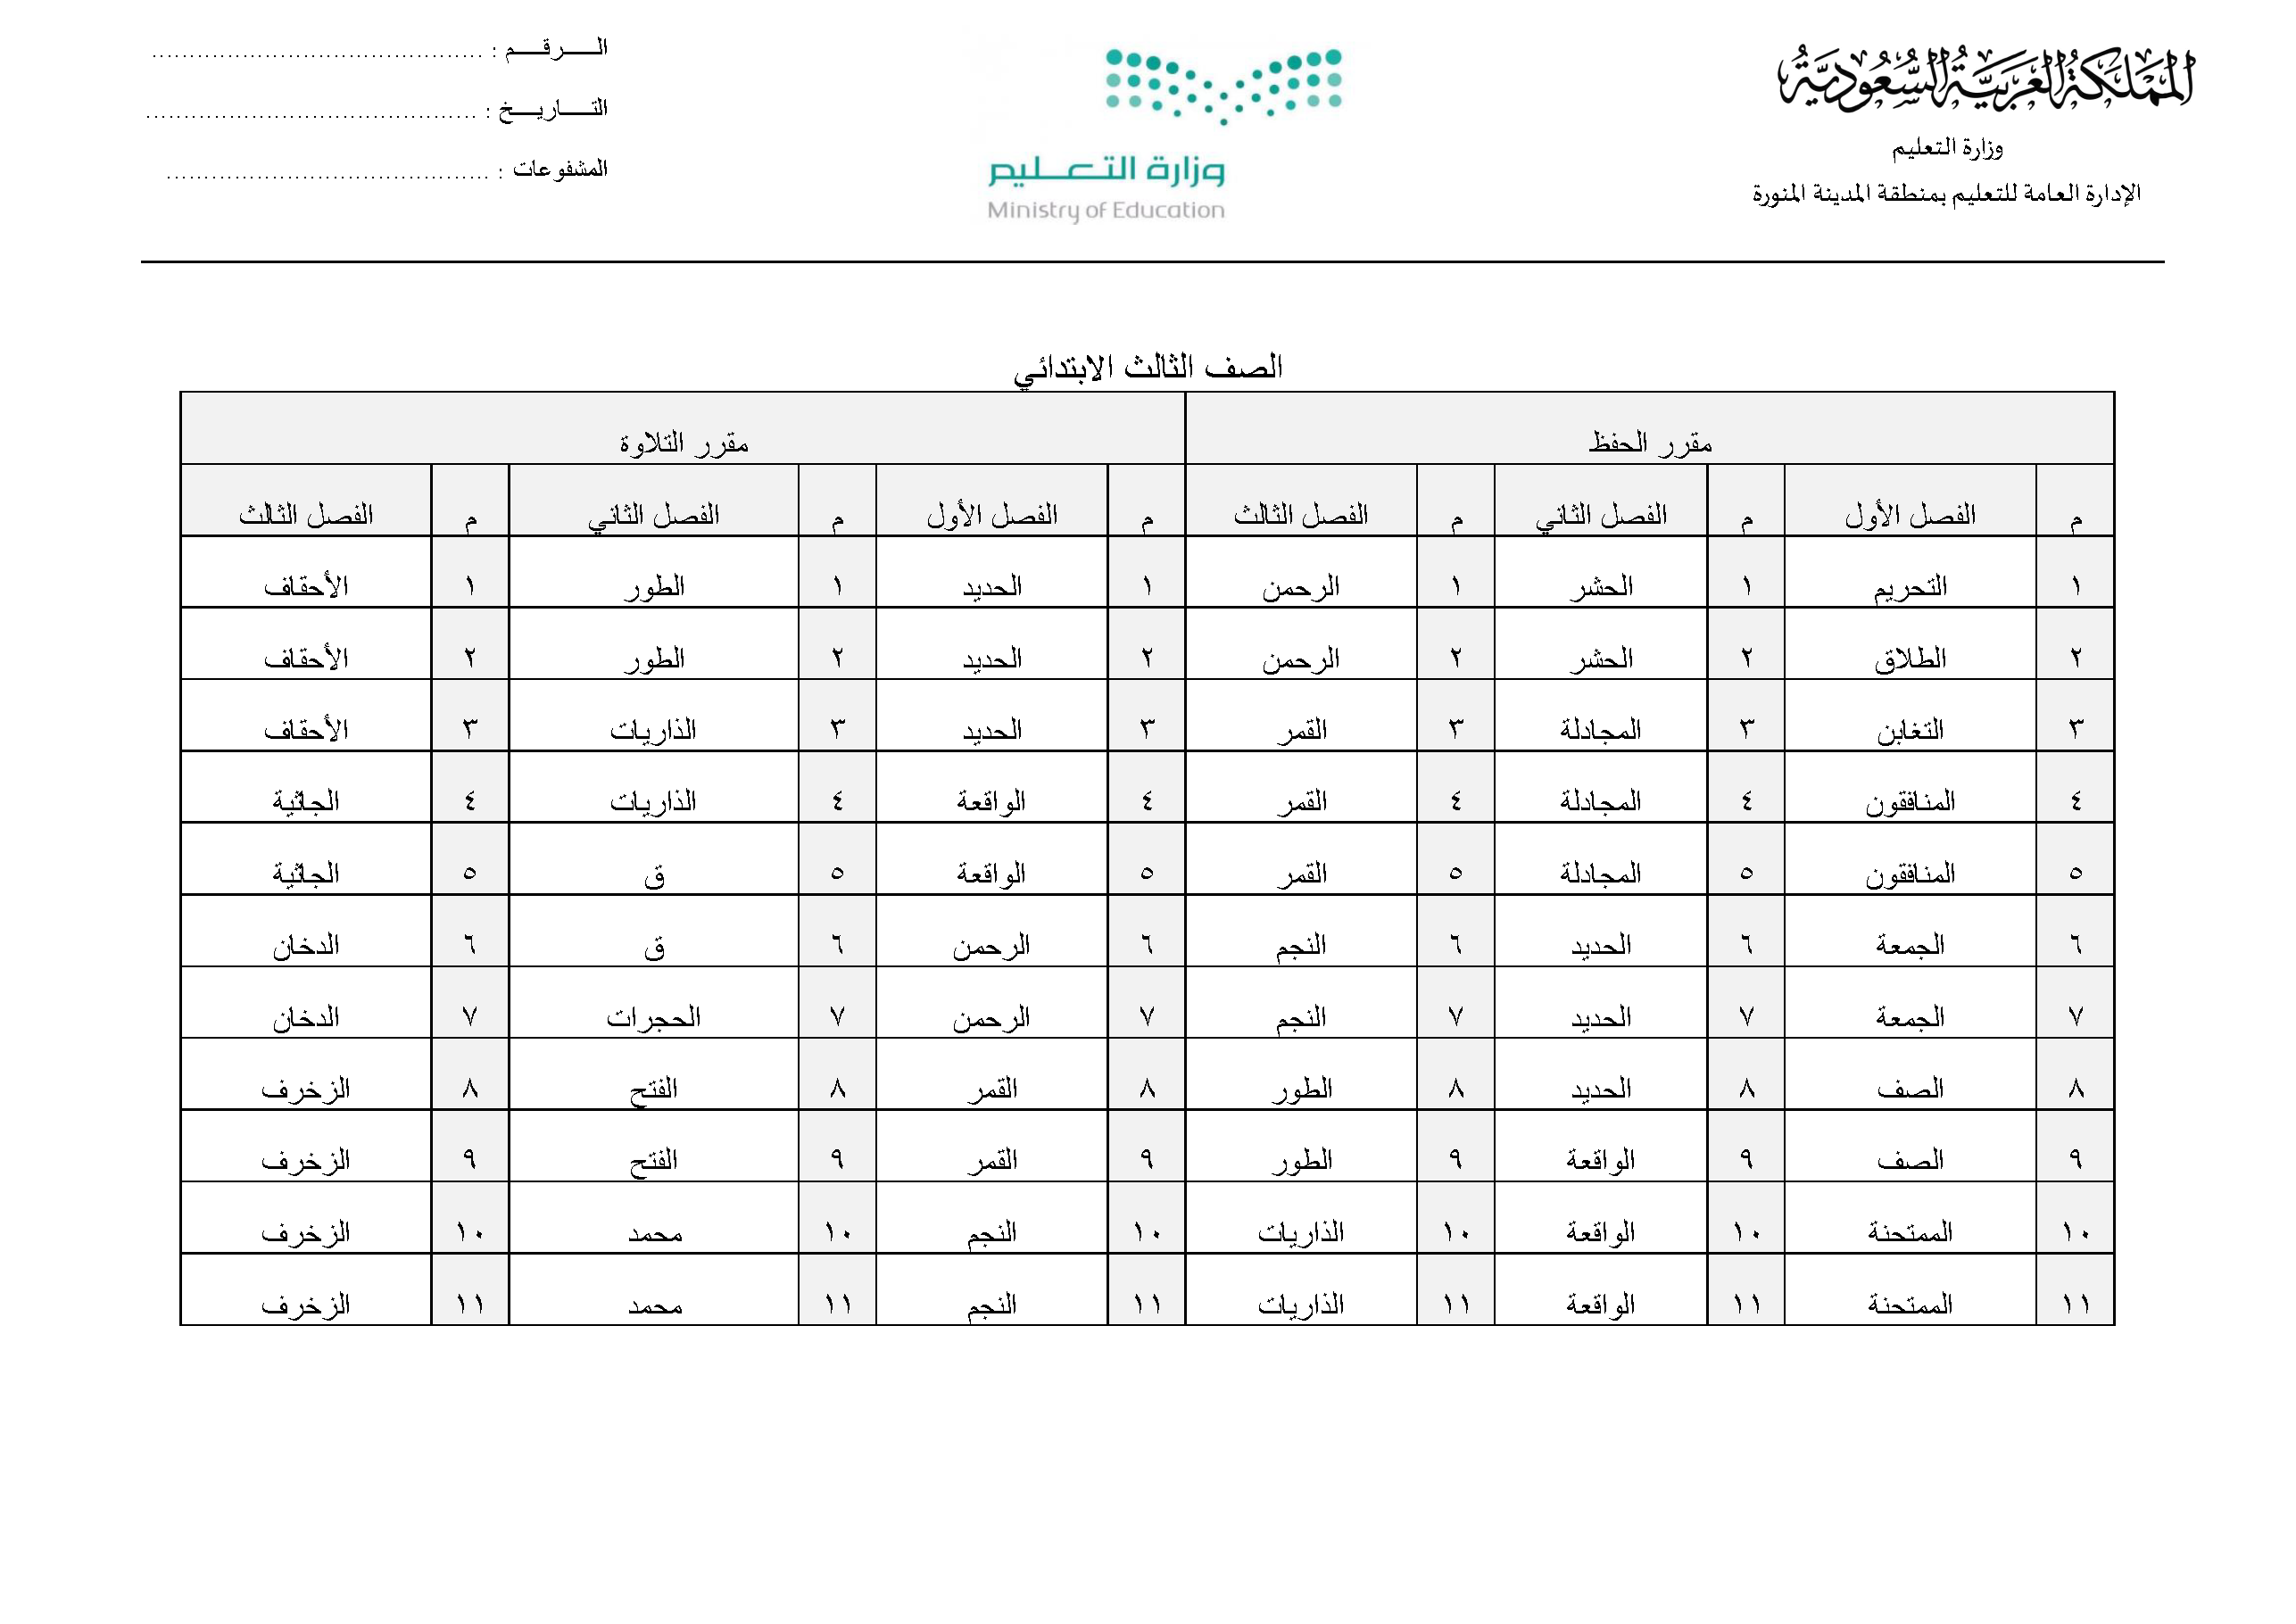 المملكة العربية السعودية
وزارة التعليم
الإدارة العامة للتعليم بمنطقة المدينة المنورة
وزارة التعـــليم
Ministry of Education
الـــــرقــــم : ............................................
التـــــاريــــخ : ............................................
المشفوعات : ...........................................
الصف الثالث الابتدائي
مقرر الحفظ مقرر التلاوة
م الفصل الأول م الفصل الثاني م الفصل الثالث م الفصل الأول م الفصل الثاني م الفصل الثالث
١ التحريم ١ الحشر ١ الرحمن ١ الحديد ١ الطور ١ الأحقاف
٢ الطلاق ٢ الحشر ٢ الرحمن ٢ الحديد ٢ الطور ٢ الأحقاف
٣ التغابن ٣ المجادلة ٣ القمر ٣ الحديد ٣ الذاريات ٣ الأحقاف
٤ المنافقون ٤ المجادلة ٤ القمر ٤ الواقعة ٤ الذاريات ٤ الجاثية
٥ المنافقون ٥ المجادلة ٥ القمر ٥ الواقعة ٥ ق ٥ الجاثية
٦ الجمعة ٦ الحديد ٦ النجم ٦ الرحمن ٦ ق ٦ الدخان
٧ الجمعة ٧ الحديد ٧ النجم ٧ الرحمن ٧ الحجرات ٧ الدخان
٨ الصف ٨ الحديد ٨ الطور ٨ القمر ٨ الفتح ٨ الزخرف
٩ الصف ٩ الواقعة ٩ الطور ٩ القمر ٩ الفتح ٩ الزخرف
١٠ الممتحنة ١٠ الواقعة ١٠ الذاريات ١٠ النجم ١٠ محمد ١٠ الزخرف
١١ الممتحنة ١١ الواقعة ١١ الذاريات ١١ النجم ١١ محمد ١١ الزخرف